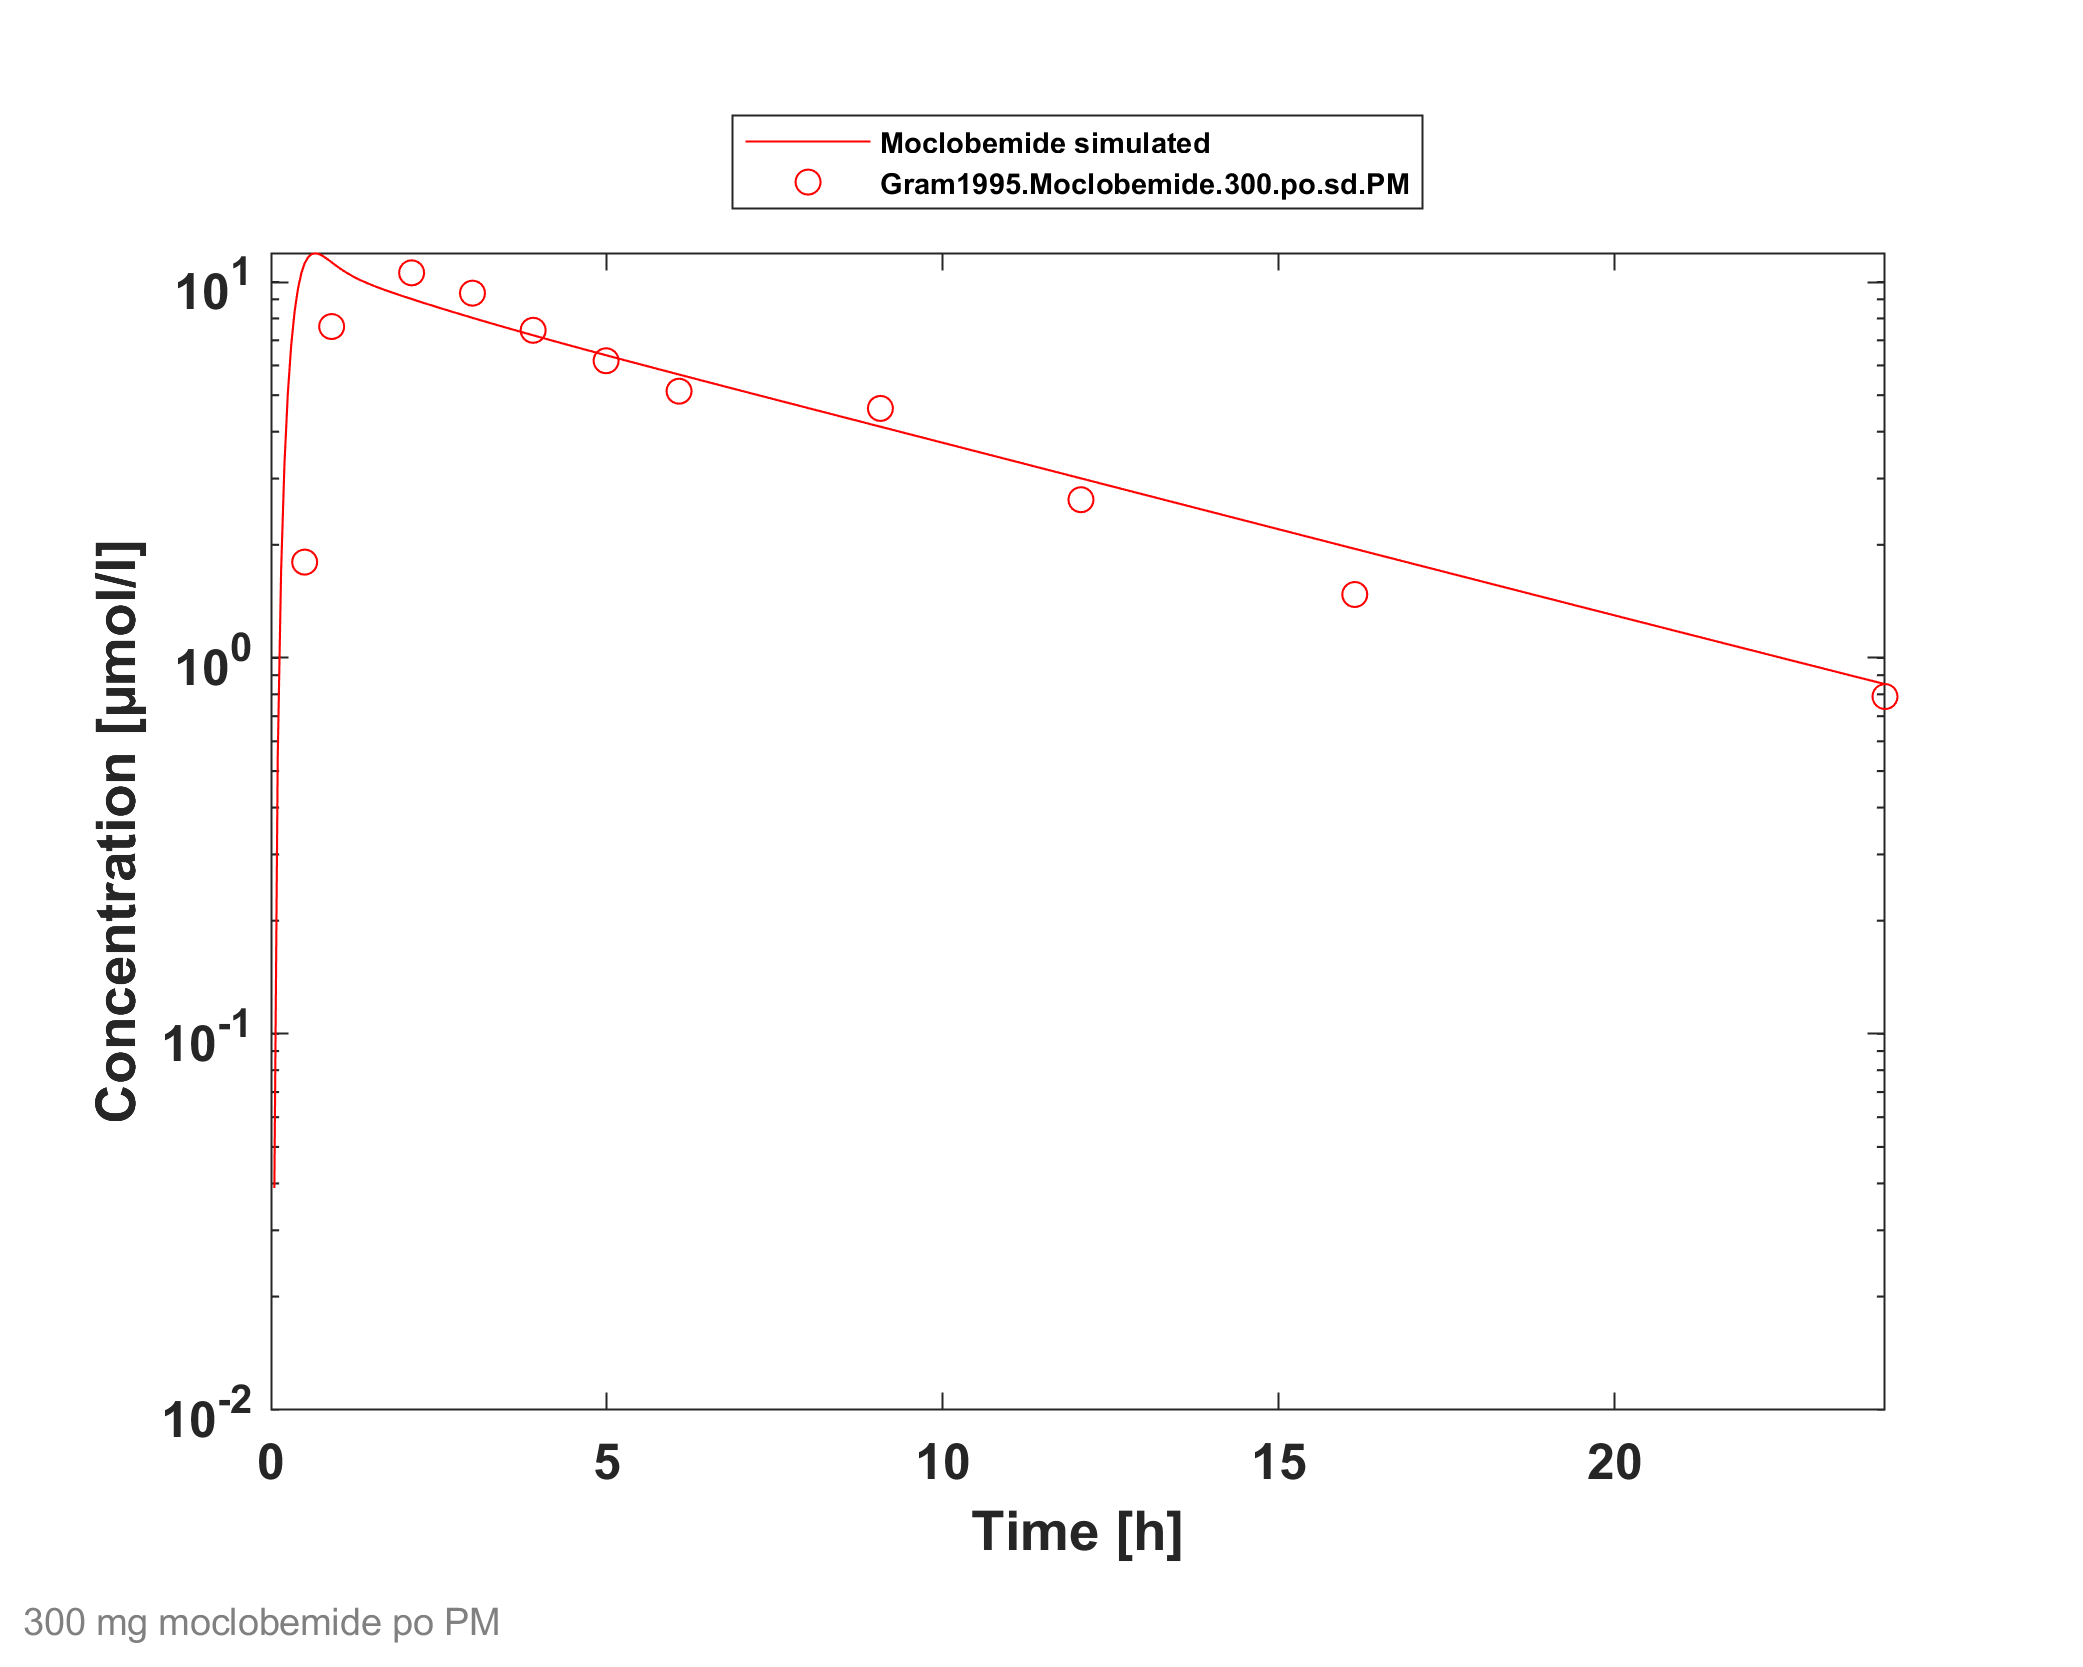 Moclobemide simulated
Gram1995.Moclobemide.300.po.sd.PM
10^1
10^0
10^-1
10^-2
Concentration [µmol/l]
0 5 10 15 20
Time [h]
300 mg moclobemide po PM